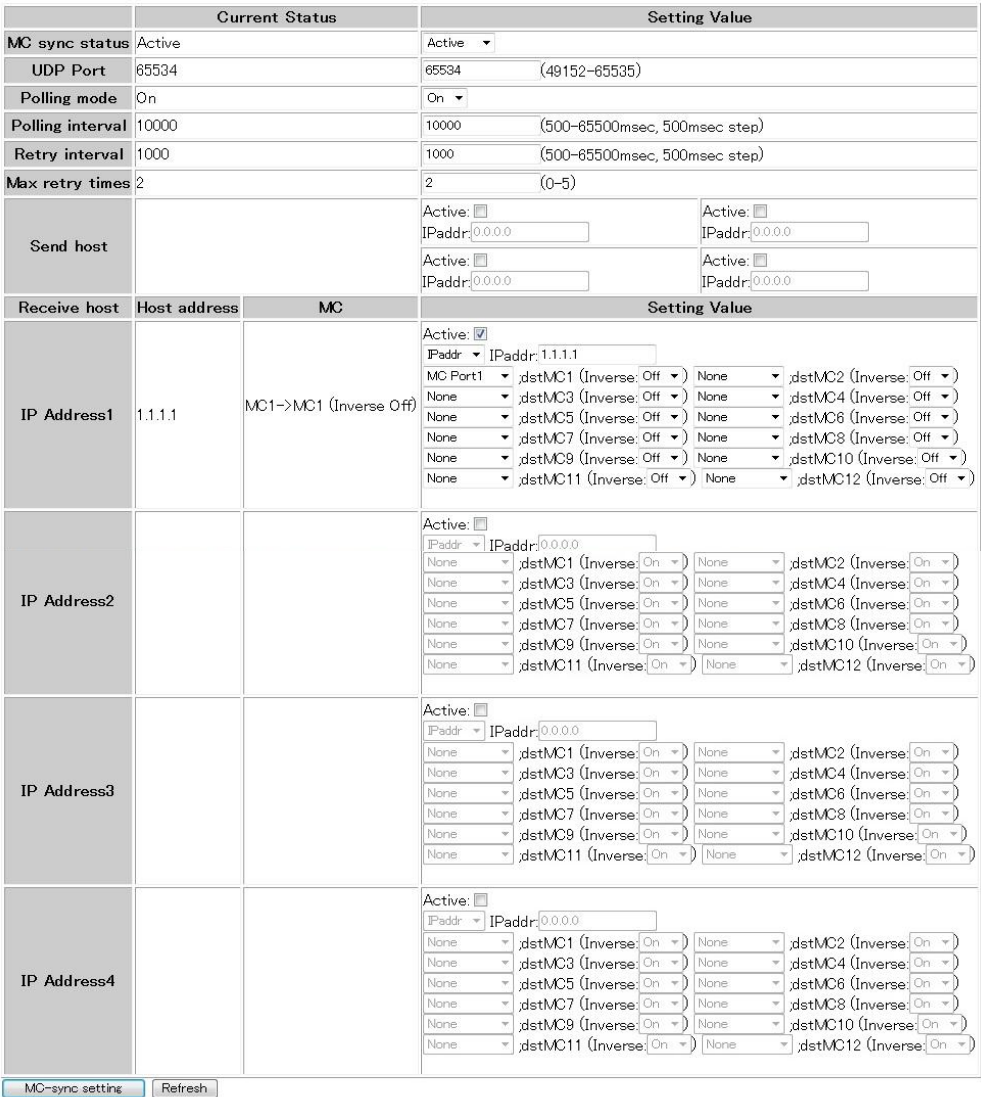 Current Status Setting Value
MC sync status Active Active
UDP Port 65534 65534 (49152-65535)
Polling mode On On
Polling interval 10000 10000 (500-65500msec, 500msec step)
Retry interval 1000 1000 (500-65500msec, 500msec step)
Max retry times 2 2 (0-5)
Send host
Active: Active:
IPaddr: 0.0.0.0 IPaddr: 0.0.0.0
Active: Active:
IPaddr: 0.0.0.0 IPaddr: 0.0.0.0
Receive host Host address MC Setting Value
IP Address1 1.1.1.1 MC1->MC1 (Inverse Off)
Active:
IPaddr IPaddr: 1.1.1.1
MC Port1 ;dstMC1 (Inverse: Off ) None ;dstMC2 (Inverse: Off )
None ;dstMC3 (Inverse: Off ) None ;dstMC4 (Inverse: Off )
None ;dstMC5 (Inverse: Off ) None ;dstMC6 (Inverse: Off )
None ;dstMC7 (Inverse: Off ) None ;dstMC8 (Inverse: Off )
None ;dstMC9 (Inverse: Off ) None ;dstMC10 (Inverse: Off )
None ;dstMC11 (Inverse: Off ) None ;dstMC12 (Inverse: Off )
IP Address2
Active:
IPaddr IPaddr: 0.0.0.0
None ;dstMC1 (Inverse: On ) None ;dstMC2 (Inverse: On )
None ;dstMC3 (Inverse: On ) None ;dstMC4 (Inverse: On )
None ;dstMC5 (Inverse: On ) None ;dstMC6 (Inverse: On )
None ;dstMC7 (Inverse: On ) None ;dstMC8 (Inverse: On )
None ;dstMC9 (Inverse: On ) None ;dstMC10 (Inverse: On )
None ;dstMC11 (Inverse: On ) None ;dstMC12 (Inverse: On )
IP Address3
Active:
IPaddr IPaddr: 0.0.0.0
None ;dstMC1 (Inverse: On ) None ;dstMC2 (Inverse: On )
None ;dstMC3 (Inverse: On ) None ;dstMC4 (Inverse: On )
None ;dstMC5 (Inverse: On ) None ;dstMC6 (Inverse: On )
None ;dstMC7 (Inverse: On ) None ;dstMC8 (Inverse: On )
None ;dstMC9 (Inverse: On ) None ;dstMC10 (Inverse: On )
None ;dstMC11 (Inverse: On ) None ;dstMC12 (Inverse: On )
IP Address4
Active:
IPaddr IPaddr: 0.0.0.0
None ;dstMC1 (Inverse: On ) None ;dstMC2 (Inverse: On )
None ;dstMC3 (Inverse: On ) None ;dstMC4 (Inverse: On )
None ;dstMC5 (Inverse: On ) None ;dstMC6 (Inverse: On )
None ;dstMC7 (Inverse: On ) None ;dstMC8 (Inverse: On )
None ;dstMC9 (Inverse: On ) None ;dstMC10 (Inverse: On )
None ;dstMC11 (Inverse: On ) None ;dstMC12 (Inverse: On )
MC-sync setting Refresh